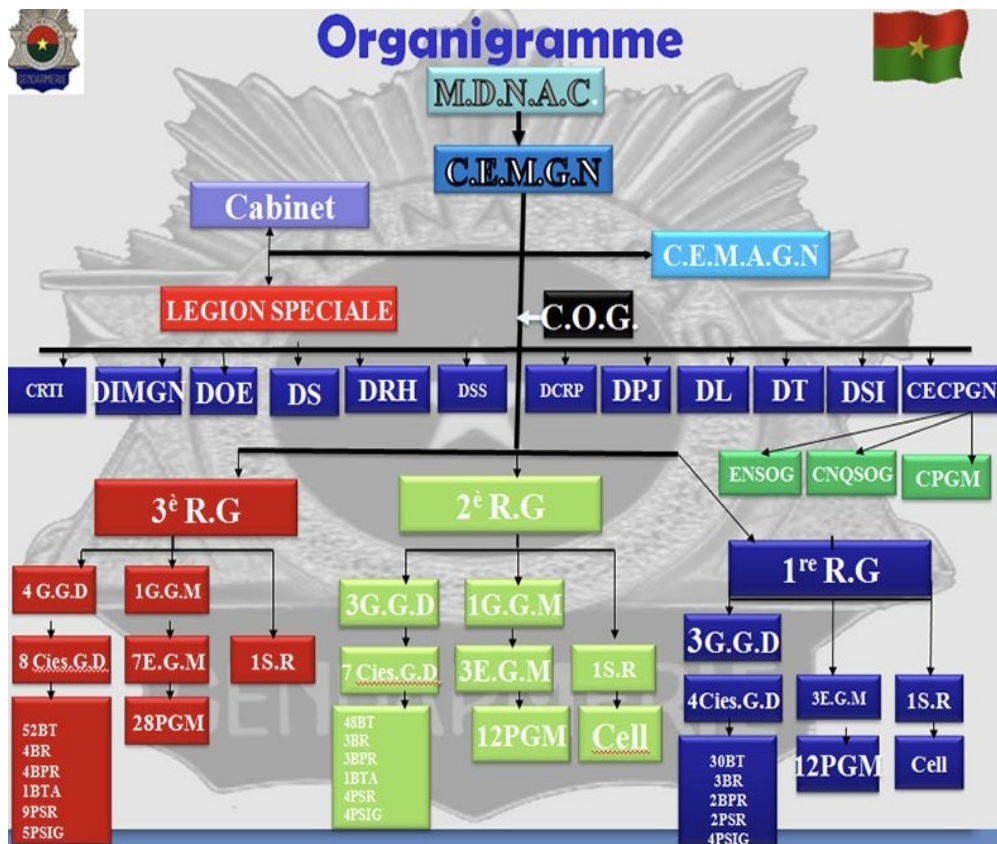 Organigramme
GENDARMERIE
M.D.N.A.C.
C.E.M.G.N
Cabinet
C.E.M.A.G.N
LEGION SPECIALE
C.O.G.
CRTI
DIMGN
DOE
DS
DRH
DSS
DCRP
DPJ
DL
DT
DSI
CECPGN
ENSOG
CNQSOG
CPGM
3è R.G
2è R.G
1re R.G
4 G.G.D
1G.G.M
8 Cies.G.D
7E.G.M
1S.R
28PGM
52BT
4BR
4BPR
1BTA
9PSR
5PSIG
3G.G.D
1G.G.M
7 Cies.G.D
3E.G.M
1S.R
12PGM
Cell
48BT
3BR
3BPR
1BTA
4PSR
4PSIG
3G.G.D
4Cies.G.D
3E.G.M
1S.R
12PGM
Cell
30BT
3BR
2BPR
2PSR
4PSIG
GENDARMERIE